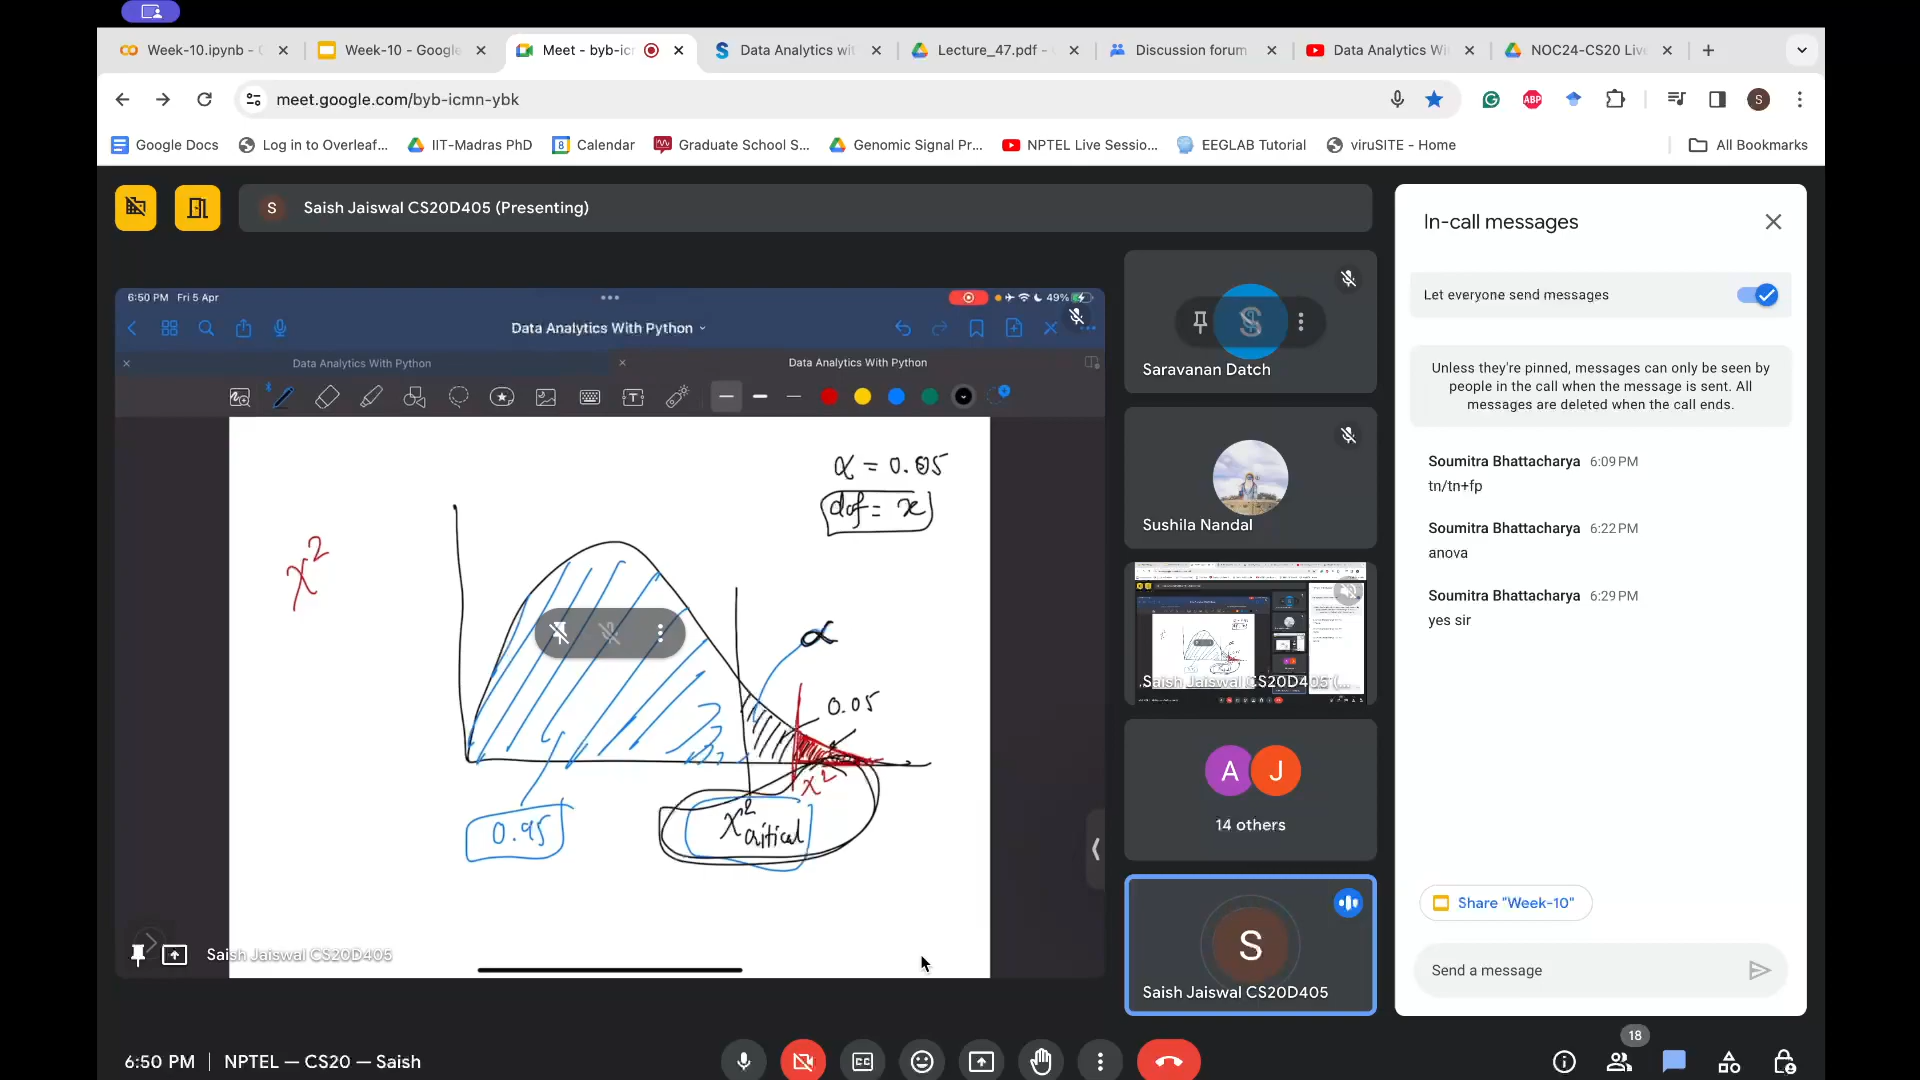 Week-10.ipynb - C
Week-10 - Google
Meet - byb-icm
Data Analytics wit
Lecture_47.pdf -
Discussion forum
Data Analytics Wi
NOC24-CS20 Live
meet.google.com/byb-icmn-ybk
ABP
S
Google Docs
Log in to Overleaf...
IIT-Madras PhD
8
Calendar
Graduate School S...
Genomic Signal Pr...
NPTEL Live Sessio...
EEGLAB Tutorial
viruSITE - Home
All Bookmarks
S
Saish Jaiswal CS20D405 (Presenting)
6:50 PM Fri 5 Apr
49%
Data Analytics With Python
Data Analytics With Python
Data Analytics With Python
α = 0.05
dof = x
χ²
α
0.05
χ²
0.95
χ² critical
Saish Jaiswal CS20D405
Saravanan Datch
Sushila Nandal
Saish Jaiswal CS20D405 (...
A J
14 others
S
Saish Jaiswal CS20D405
In-call messages
Let everyone send messages
Unless they're pinned, messages can only be seen by
people in the call when the message is sent. All
messages are deleted when the call ends.
Soumitra Bhattacharya 6:09 PM
tn/tn+fp
Soumitra Bhattacharya 6:22 PM
anova
Soumitra Bhattacharya 6:29 PM
yes sir
Share "Week-10"
Send a message
6:50 PM | NPTEL — CS20 — Saish
18